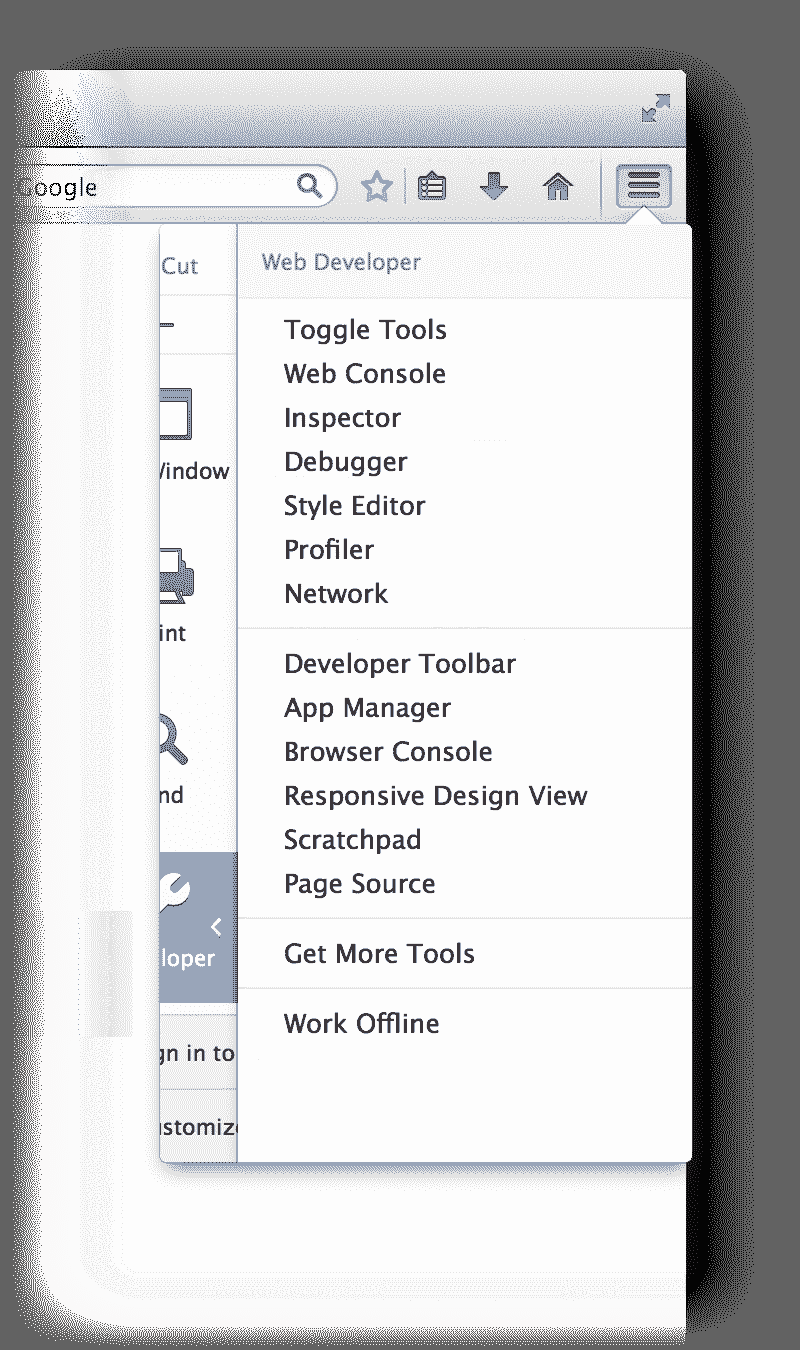 Google
Cut
Web Developer
Toggle Tools
Web Console
Inspector
Debugger
Style Editor
Profiler
Network
Developer Toolbar
App Manager
Browser Console
Responsive Design View
Scratchpad
Page Source
Get More Tools
Work Offline
Window
int
nd
loper
gn in to
ustomize